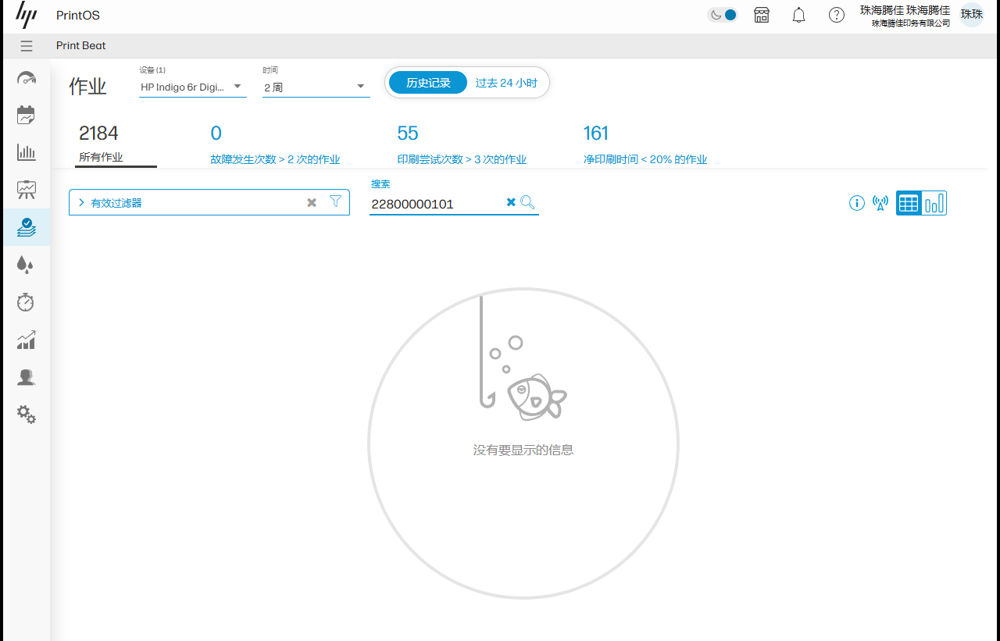 hp PrintOS
珠海腾佳 珠海腾佳
珠海腾佳印务有限公司
珠珠
Print Beat
作业
设备 (1)
HP Indigo 6r Digi...
时间
2 周
历史记录
过去 24 小时
2184
所有作业
0
故障发生次数 > 2 次的作业
55
印刷尝试次数 > 3 次的作业
161
净印刷时间 < 20% 的作业
有效过滤器
搜索
22800000101
没有要显示的信息